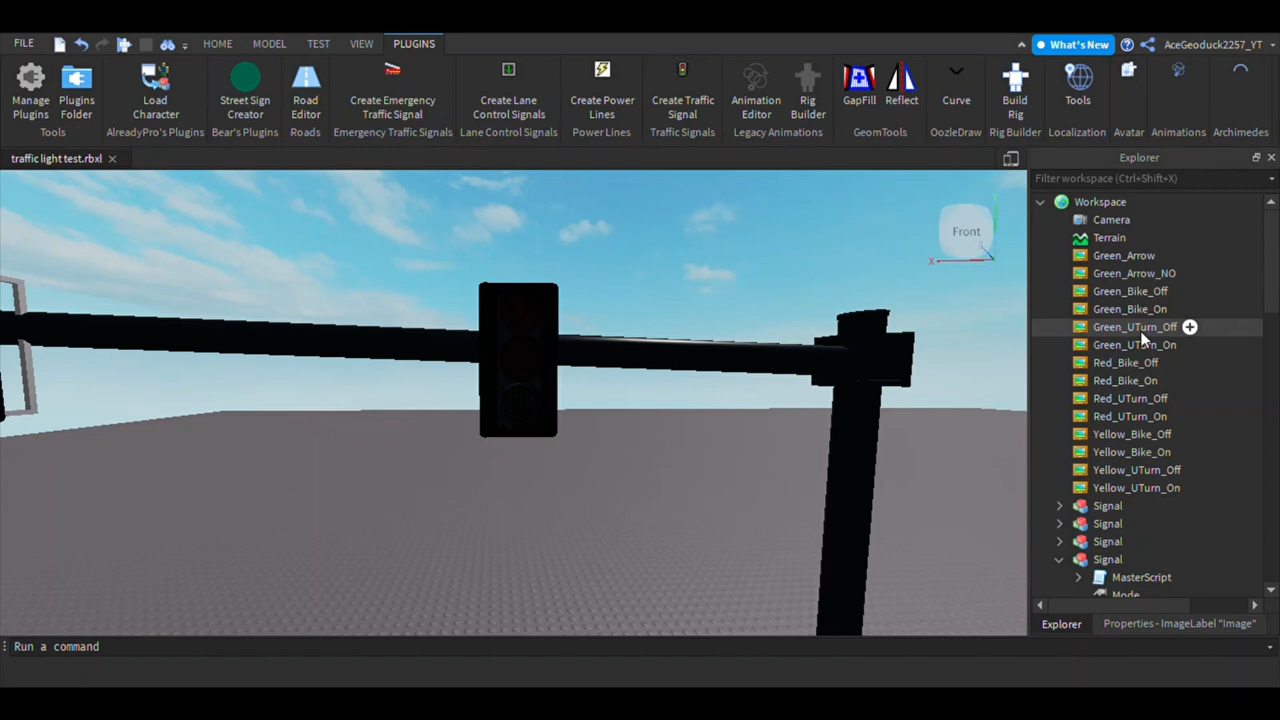 FILE HOME MODEL TEST VIEW PLUGINS What's New AceGeoduck2257_YT
Manage Plugins
Plugins Folder
Tools
Load Character
AlreadyPro's Plugins
Street Sign Creator
Bear's Plugins
Road Editor
Roads
Create Emergency Traffic Signal
Emergency Traffic Signals
Create Lane Control Signals
Lane Control Signals
Create Power Lines
Power Lines
Create Traffic Signal
Traffic Signals
Animation Editor
Rig Builder
Legacy Animations
GapFill
Reflect
GeomTools
Curve
OozleDraw
Build Rig
Rig Builder
Tools
Localization
Avatar
Animations
Archimedes
traffic light test.rbxl
Front
X
Explorer
Filter workspace (Ctrl+Shift+X)
Workspace
Camera
Terrain
Green_Arrow
Green_Arrow_NO
Green_Bike_Off
Green_Bike_On
Green_UTurn_Off
Green_UTurn_On
Red_Bike_Off
Red_Bike_On
Red_UTurn_Off
Red_UTurn_On
Yellow_Bike_Off
Yellow_Bike_On
Yellow_UTurn_Off
Yellow_UTurn_On
Signal
Signal
Signal
Signal
MasterScript
Mode
Explorer
Properties - ImageLabel "Image"
Run a command